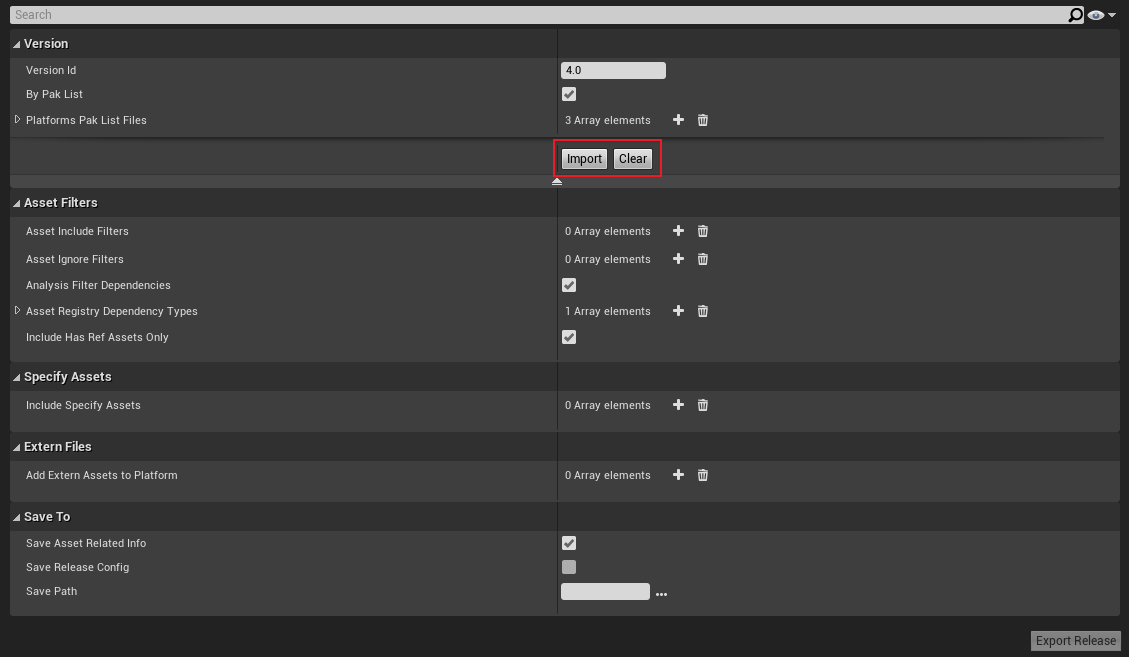 Search
Version
Version Id 4.0
By Pak List
Platforms Pak List Files 3 Array elements
Import Clear
Asset Filters
Asset Include Filters 0 Array elements
Asset Ignore Filters 0 Array elements
Analysis Filter Dependencies
Asset Registry Dependency Types 1 Array elements
Include Has Ref Assets Only
Specify Assets
Include Specify Assets 0 Array elements
Extern Files
Add Extern Assets to Platform 0 Array elements
Save To
Save Asset Related Info
Save Release Config
Save Path ...
Export Release